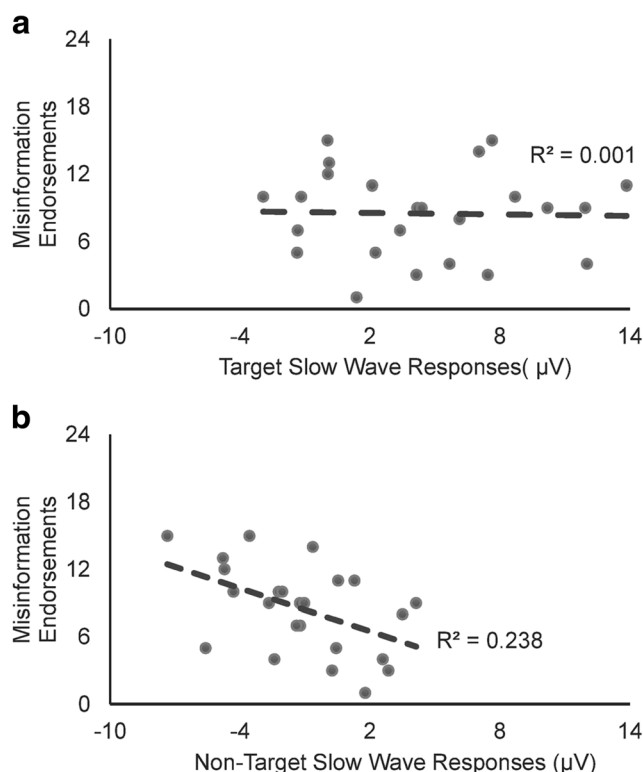 a
24
18
12
6
0
Misinformation
Endorsements
R² = 0.001
-10 -4 2 8 14
Target Slow Wave Responses( µV)
b
24
18
12
6
0
Misinformation
Endorsements
R² = 0.238
-10 -4 2 8 14
Non-Target Slow Wave Responses (µV)